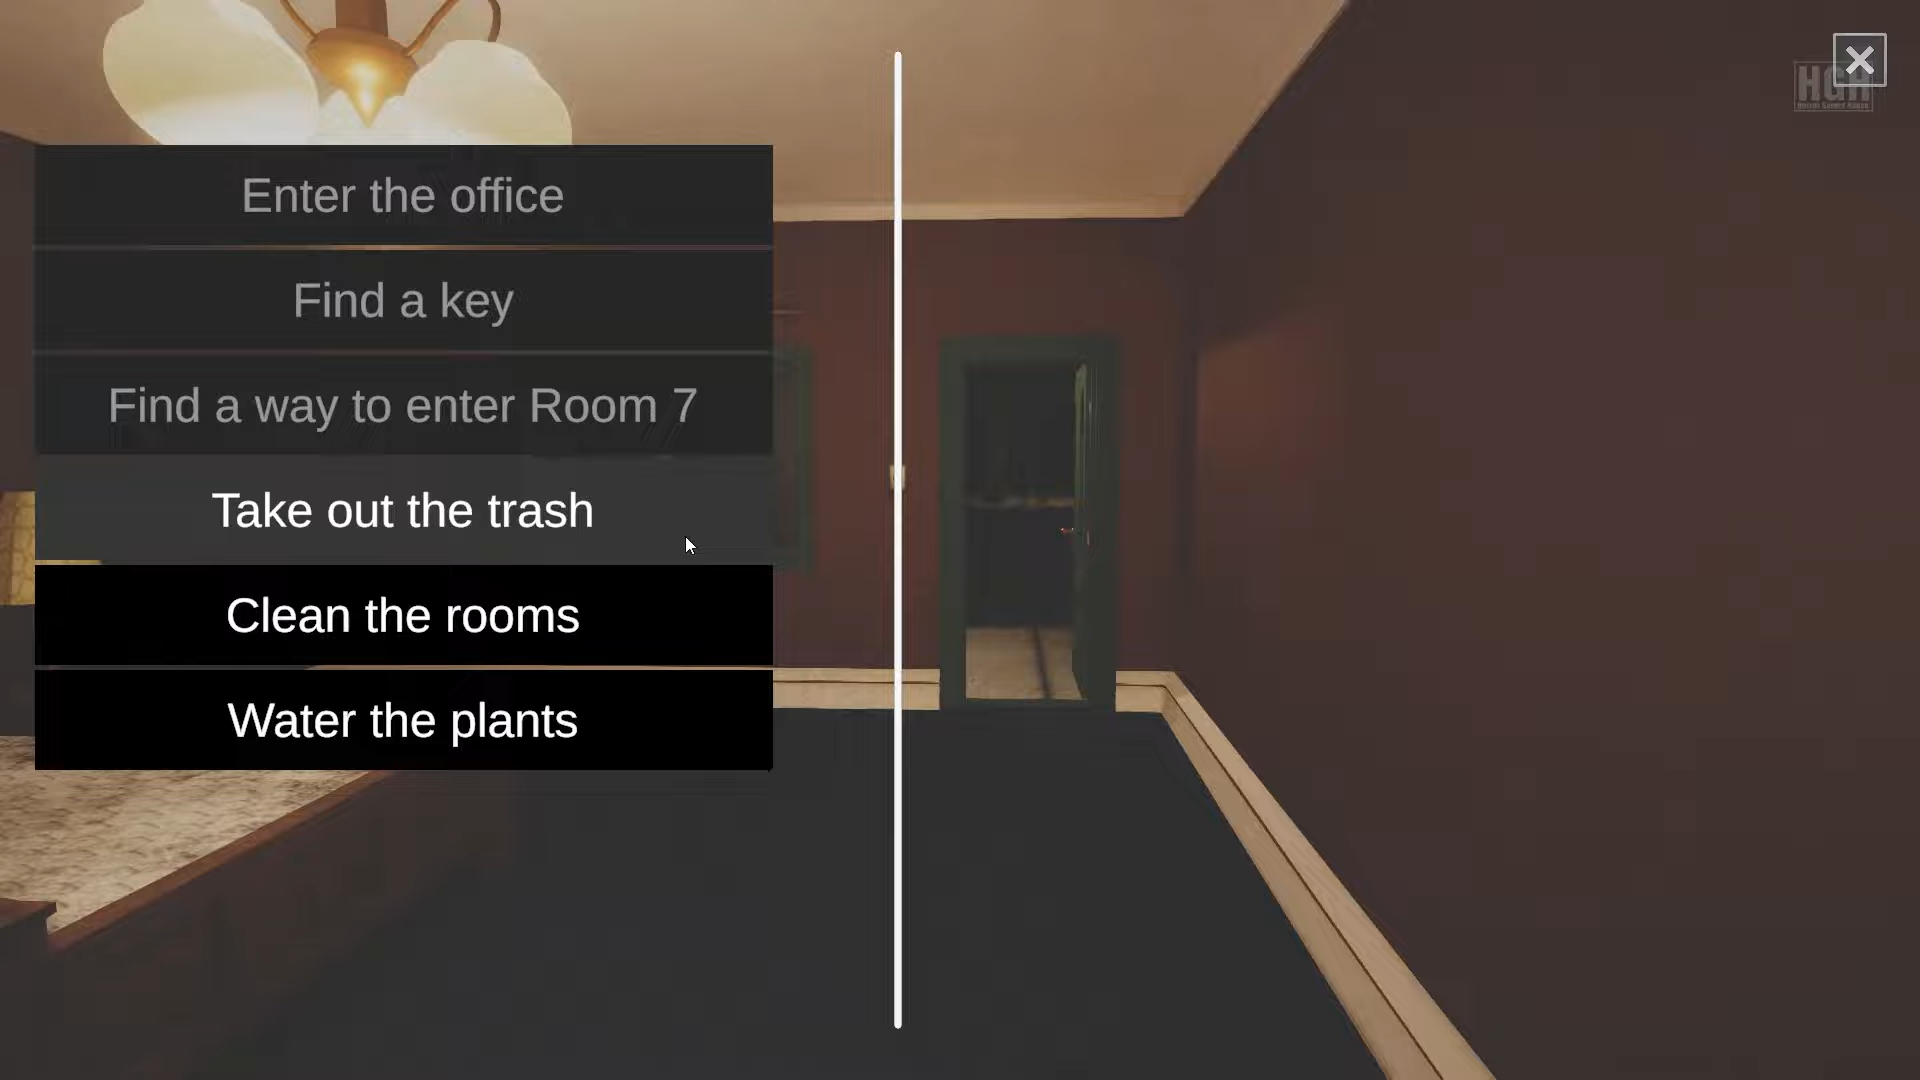 HGH
Enter the office
Find a key
Find a way to enter Room 7
Take out the trash
Clean the rooms
Water the plants